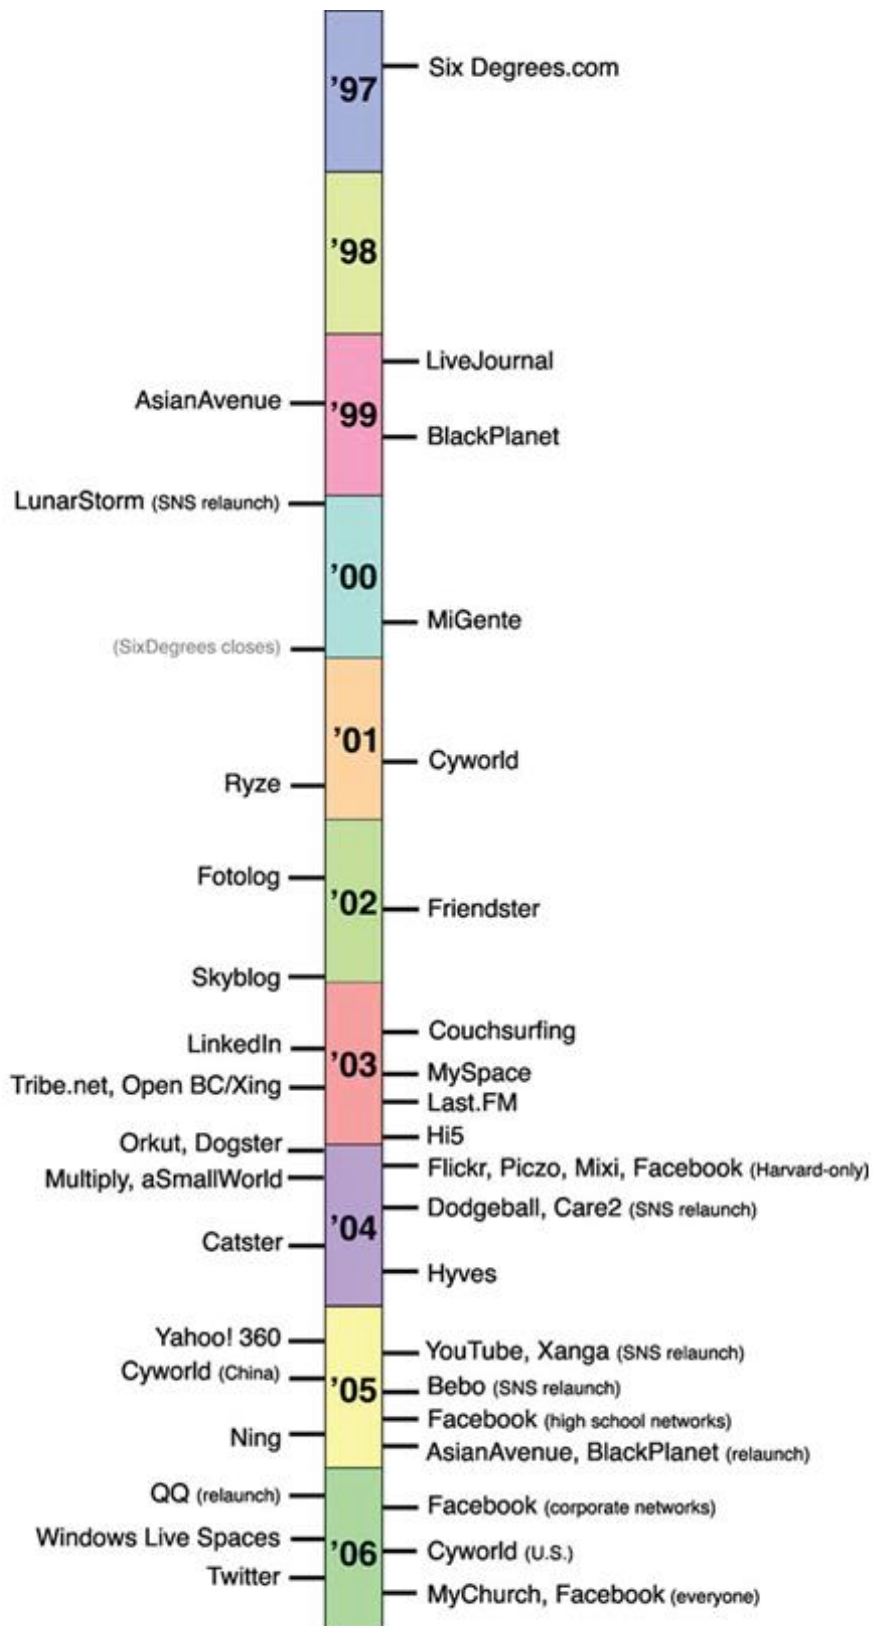 Six Degrees.com
'97
'98
LiveJournal
AsianAvenue
'99
BlackPlanet
LunarStorm (SNS relaunch)
'00
MiGente
(SixDegrees closes)
'01
Cyworld
Ryze
Fotolog
'02
Friendster
Skyblog
Couchsurfing
LinkedIn
'03
MySpace
Tribe.net, Open BC/Xing
Last.FM
Hi5
Orkut, Dogster
Flickr, Piczo, Mixi, Facebook (Harvard-only)
Multiply, aSmallWorld
Dodgeball, Care2 (SNS relaunch)
'04
Catster
Hyves
Yahoo! 360
YouTube, Xanga (SNS relaunch)
Cyworld (China)
'05
Bebo (SNS relaunch)
Facebook (high school networks)
Ning
AsianAvenue, BlackPlanet (relaunch)
QQ (relaunch)
Facebook (corporate networks)
Windows Live Spaces
'06
Cyworld (U.S.)
Twitter
MyChurch, Facebook (everyone)